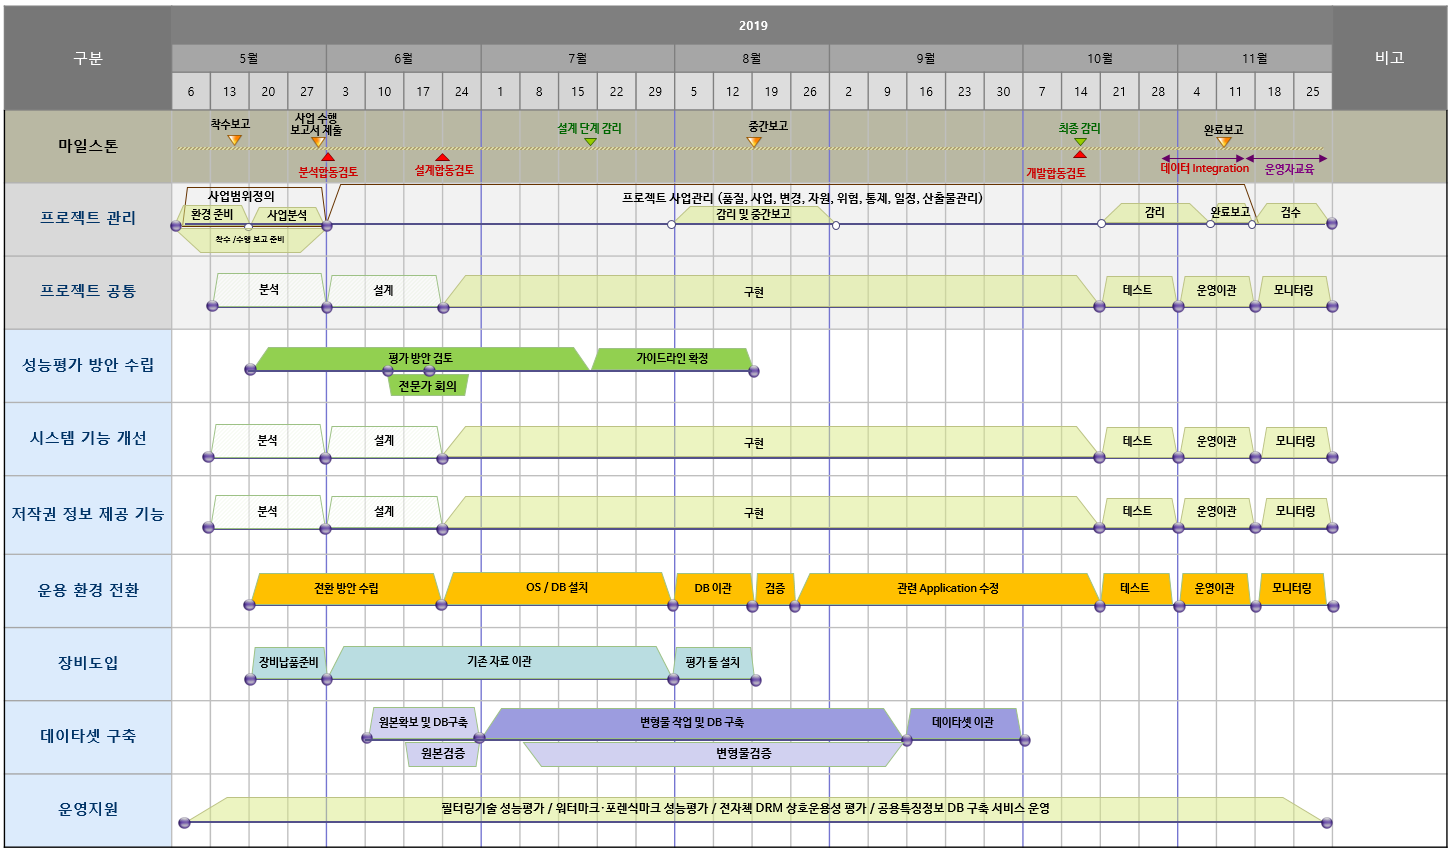 구분
2019
비고
5월
6월
7월
8월
9월
10월
11월
6 13 20 27 3 10 17 24 1 8 15 22 29 5 12 19 26 2 9 16 23 30 7 14 21 28 4 11 18 25
마일스톤
착수보고
사업 수행
보고서 제출
분석합동검토
설계합동검토
설계 단계 감리
중간보고
최종 감리
개발합동검토
완료보고
데이터 Integration
운영자교육
프로젝트 관리
사업범위정의
환경 준비
사업분석
착수 /수행 보고 준비
프로젝트 사업관리 (품질, 사업, 변경, 자원, 위험, 통제, 일정, 산출물관리)
감리 및 중간보고
감리
완료보고
검수
프로젝트 공통
분석
설계
구현
테스트
운영이관
모니터링
성능평가 방안 수립
평가 방안 검토
가이드라인 확정
전문가 회의
시스템 기능 개선
분석
설계
구현
테스트
운영이관
모니터링
저작권 정보 제공 기능
분석
설계
구현
테스트
운영이관
모니터링
운용 환경 전환
전환 방안 수립
OS / DB 설치
DB 이관
검증
관련 Application 수정
테스트
운영이관
모니터링
장비도입
장비납품준비
기존 자료 이관
평가 툴 설치
데이타셋 구축
원본확보 및 DB구축
변형물 작업 및 DB 구축
데이타셋 이관
원본검증
변형물검증
운영지원
필터링기술 성능평가 / 워터마크·포렌식마크 성능평가 / 전자책 DRM 상호운용성 평가 / 공용특징정보 DB 구축 서비스 운영